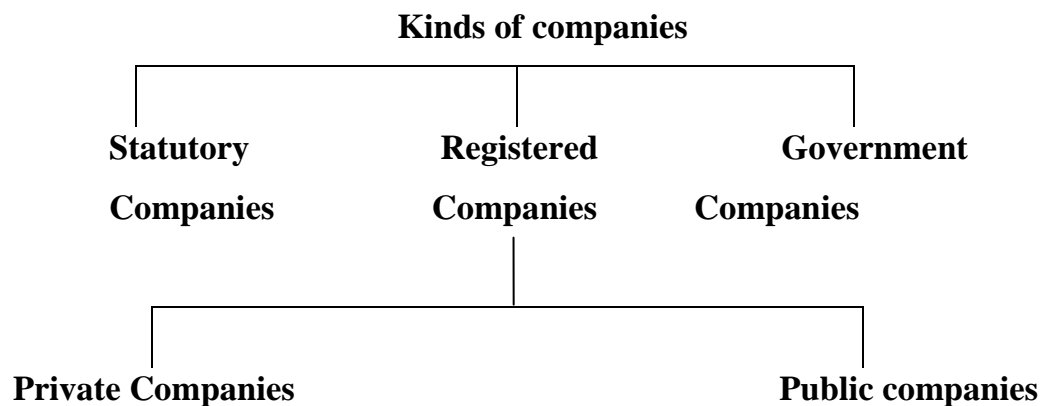 Kinds of companies
Statutory Registered Government
Companies Companies Companies
Private Companies Public companies